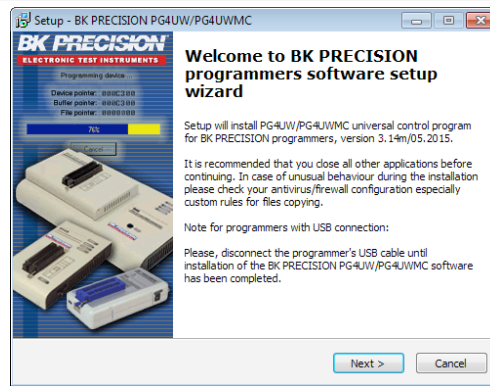 Setup - BK PRECISION PG4UW/PG4UWMC
BK PRECISION
ELECTRONIC TEST INSTRUMENTS
Programming device ...
Device pointer: 000C300
Buffer pointer: 000C300
File pointer: 0000000
76%
Cancel
Welcome to BK PRECISION
programmers software setup
wizard
Setup will install PG4UW/PG4UWMC universal control program
for BK PRECISION programmers, version 3.14m/05.2015.
It is recommended that you close all other applications before
continuing. In case of unusual behaviour during the installation
please check your antivirus/firewall configuration especially
custom rules for files copying.
Note for programmers with USB connection:
Please, disconnect the programmer's USB cable until
installation of the BK PRECISION PG4UW/PG4UWMC software
has been completed.
Next >
Cancel